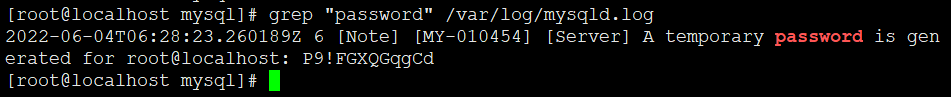 [root@localhost mysql]# grep "password" /var/log/mysqld.log
2022-06-04T06:28:23.260189Z 6 [Note] [MY-010454] [Server] A temporary password is gen
erated for root@localhost: P9!FGXQGqgCd
[root@localhost mysql]#